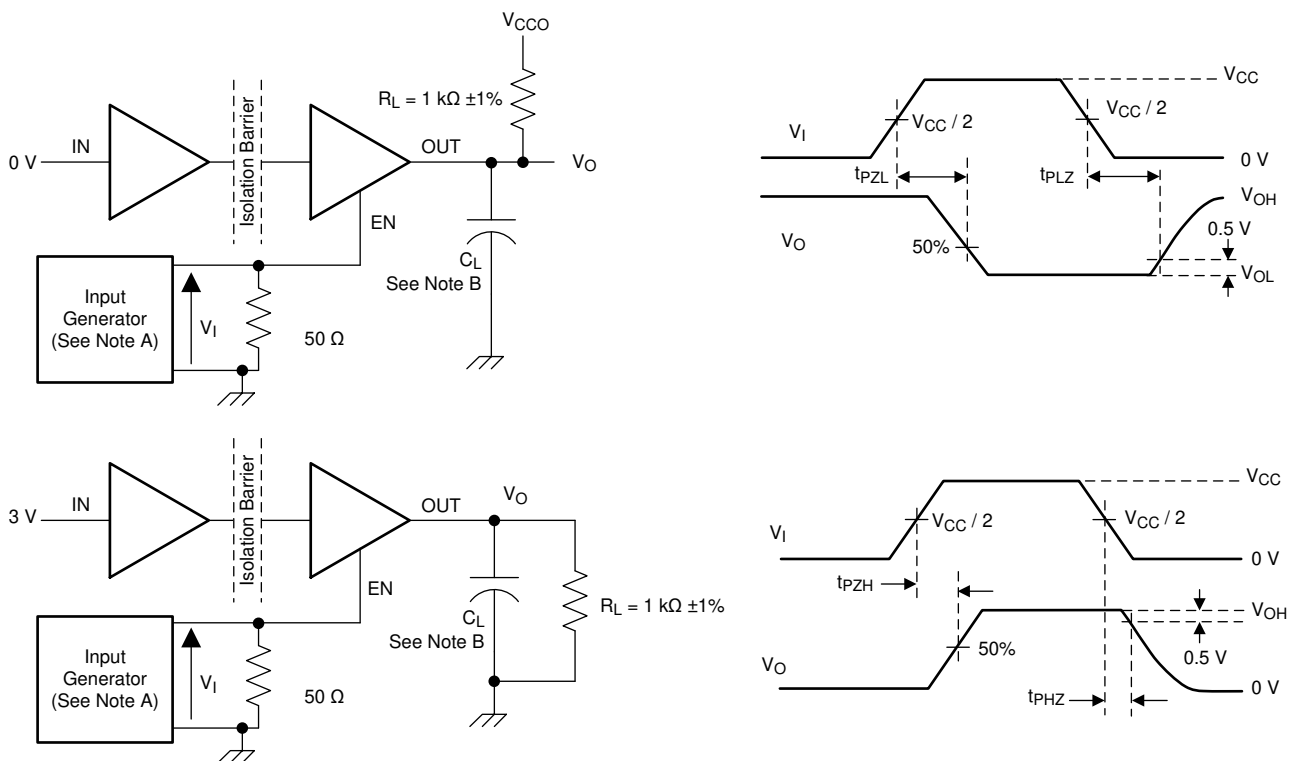 VCCO
RL = 1 kΩ ±1%
0 V
IN
Isolation Barrier
OUT
VO
EN
CL
See Note B
Input
Generator
(See Note A)
VI
50 Ω
VI
VCC / 2
VCC / 2
VCC
0 V
tPZL
tPLZ
VO
50%
VOH
0.5 V
VOL
3 V
IN
Isolation Barrier
OUT
VO
EN
CL
See Note B
RL = 1 kΩ ±1%
Input
Generator
(See Note A)
VI
50 Ω
VI
VCC / 2
VCC / 2
VCC
0 V
tPZH
VO
50%
VOH
0.5 V
tPHZ
0 V